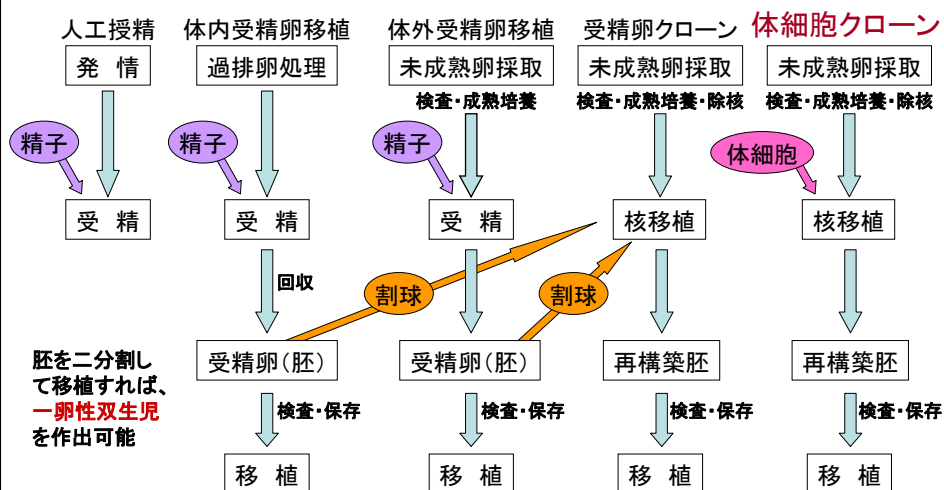 人工授精
体内受精卵移植
体外受精卵移植
受精卵クローン
体細胞クローン
発 情
過排卵処理
未成熟卵採取
未成熟卵採取
未成熟卵採取
検査・成熟培養
検査・成熟培養・除核
検査・成熟培養・除核
精子
精子
精子
体細胞
受 精
受 精
受 精
核移植
核移植
回収
割球
割球
胚を二分割し
て移植すれば、
一卵性双生児
を作出可能
受精卵(胚)
受精卵(胚)
再構築胚
再構築胚
検査・保存
検査・保存
検査・保存
検査・保存
移 植
移 植
移 植
移 植